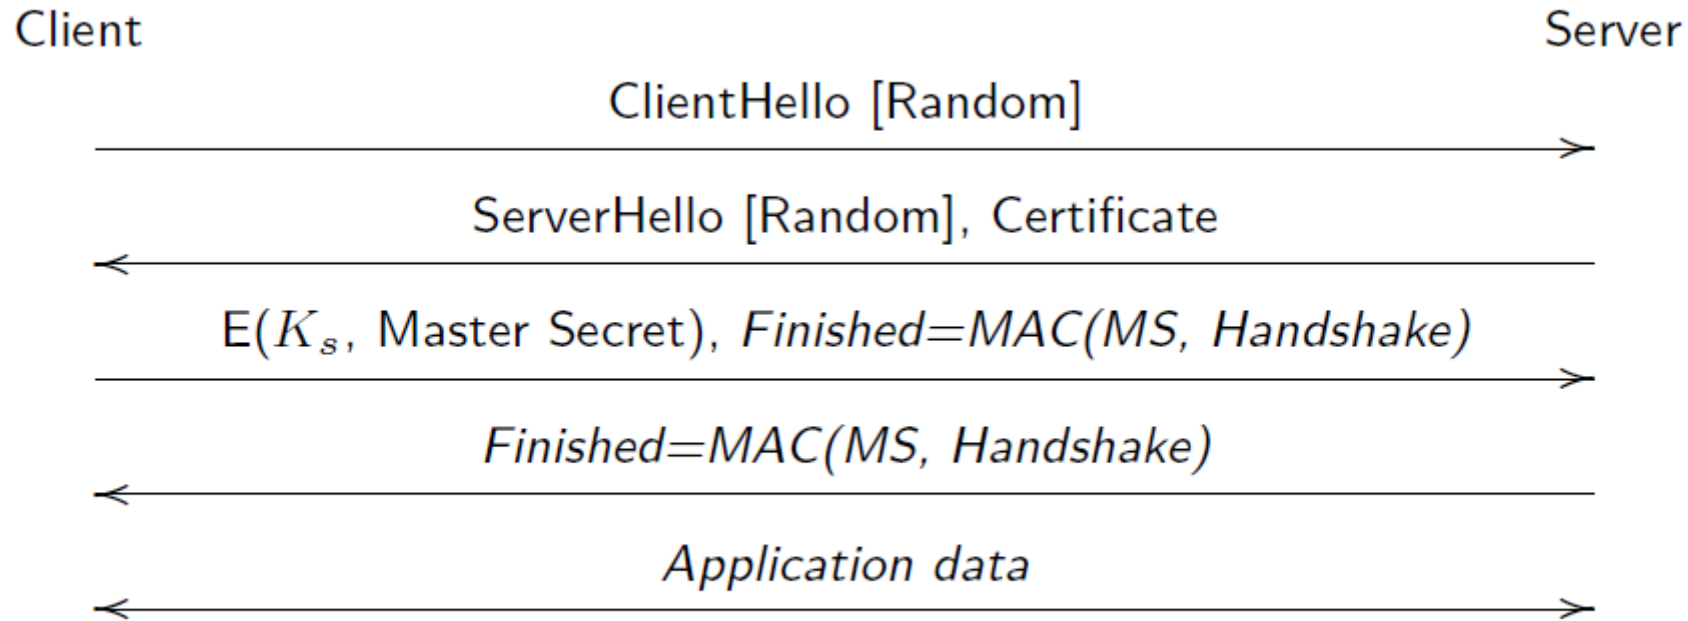 Client Server
ClientHello [Random]
ServerHello [Random], Certificate
E(Kₛ, Master Secret), Finished=MAC(MS, Handshake)
Finished=MAC(MS, Handshake)
Application data